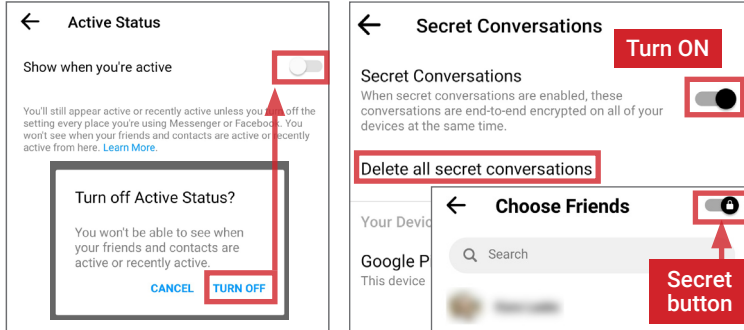 Active Status
Show when you're active
You'll still appear active or recently active unless you turn off the
setting every place you're using Messenger or Facebook. You
won't see when your friends and contacts are active or recently
active from here. Learn More.
Turn off Active Status?
You won't be able to see when
your friends and contacts are
active or recently active.
CANCEL TURN OFF
Secret Conversations
Turn ON
Secret Conversations
When secret conversations are enabled, these
conversations are end-to-end encrypted on all of your
devices at the same time.
Delete all secret conversations
Your Devic
Google P
This device
Choose Friends
Search
Secret
button